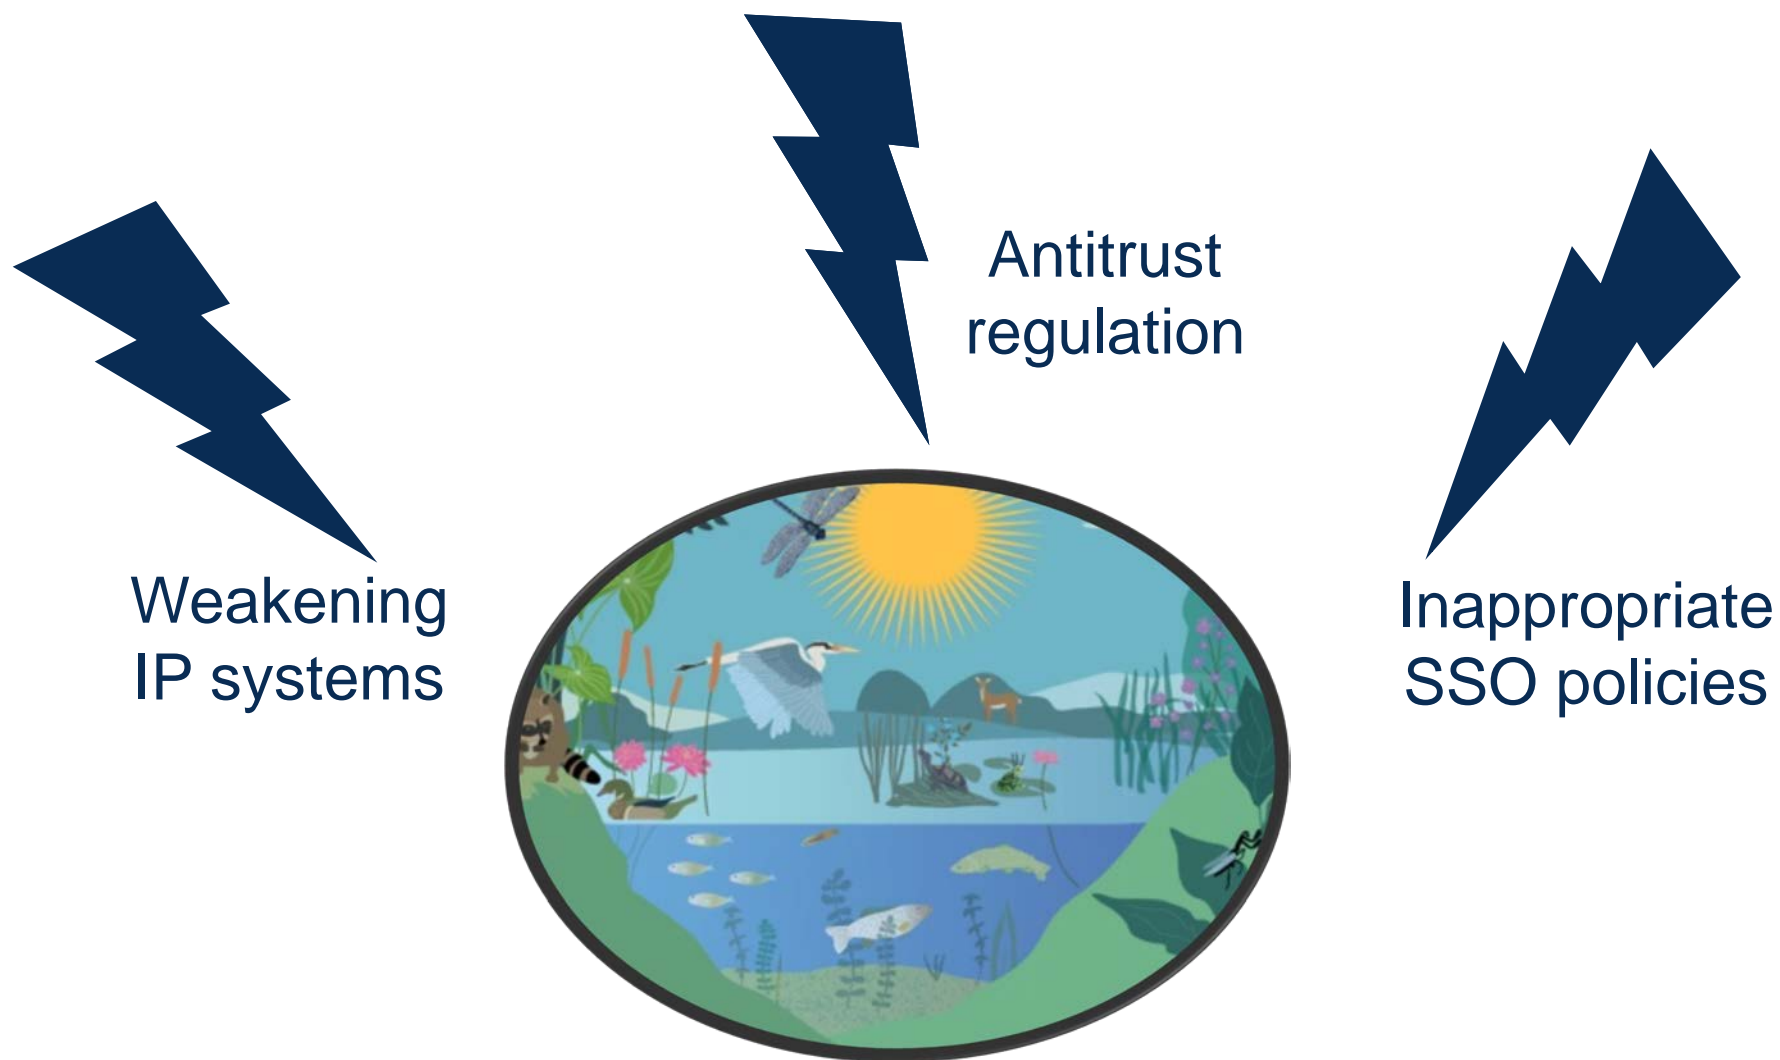 Antitrust
regulation
Weakening
IP systems
Inappropriate
SSO policies